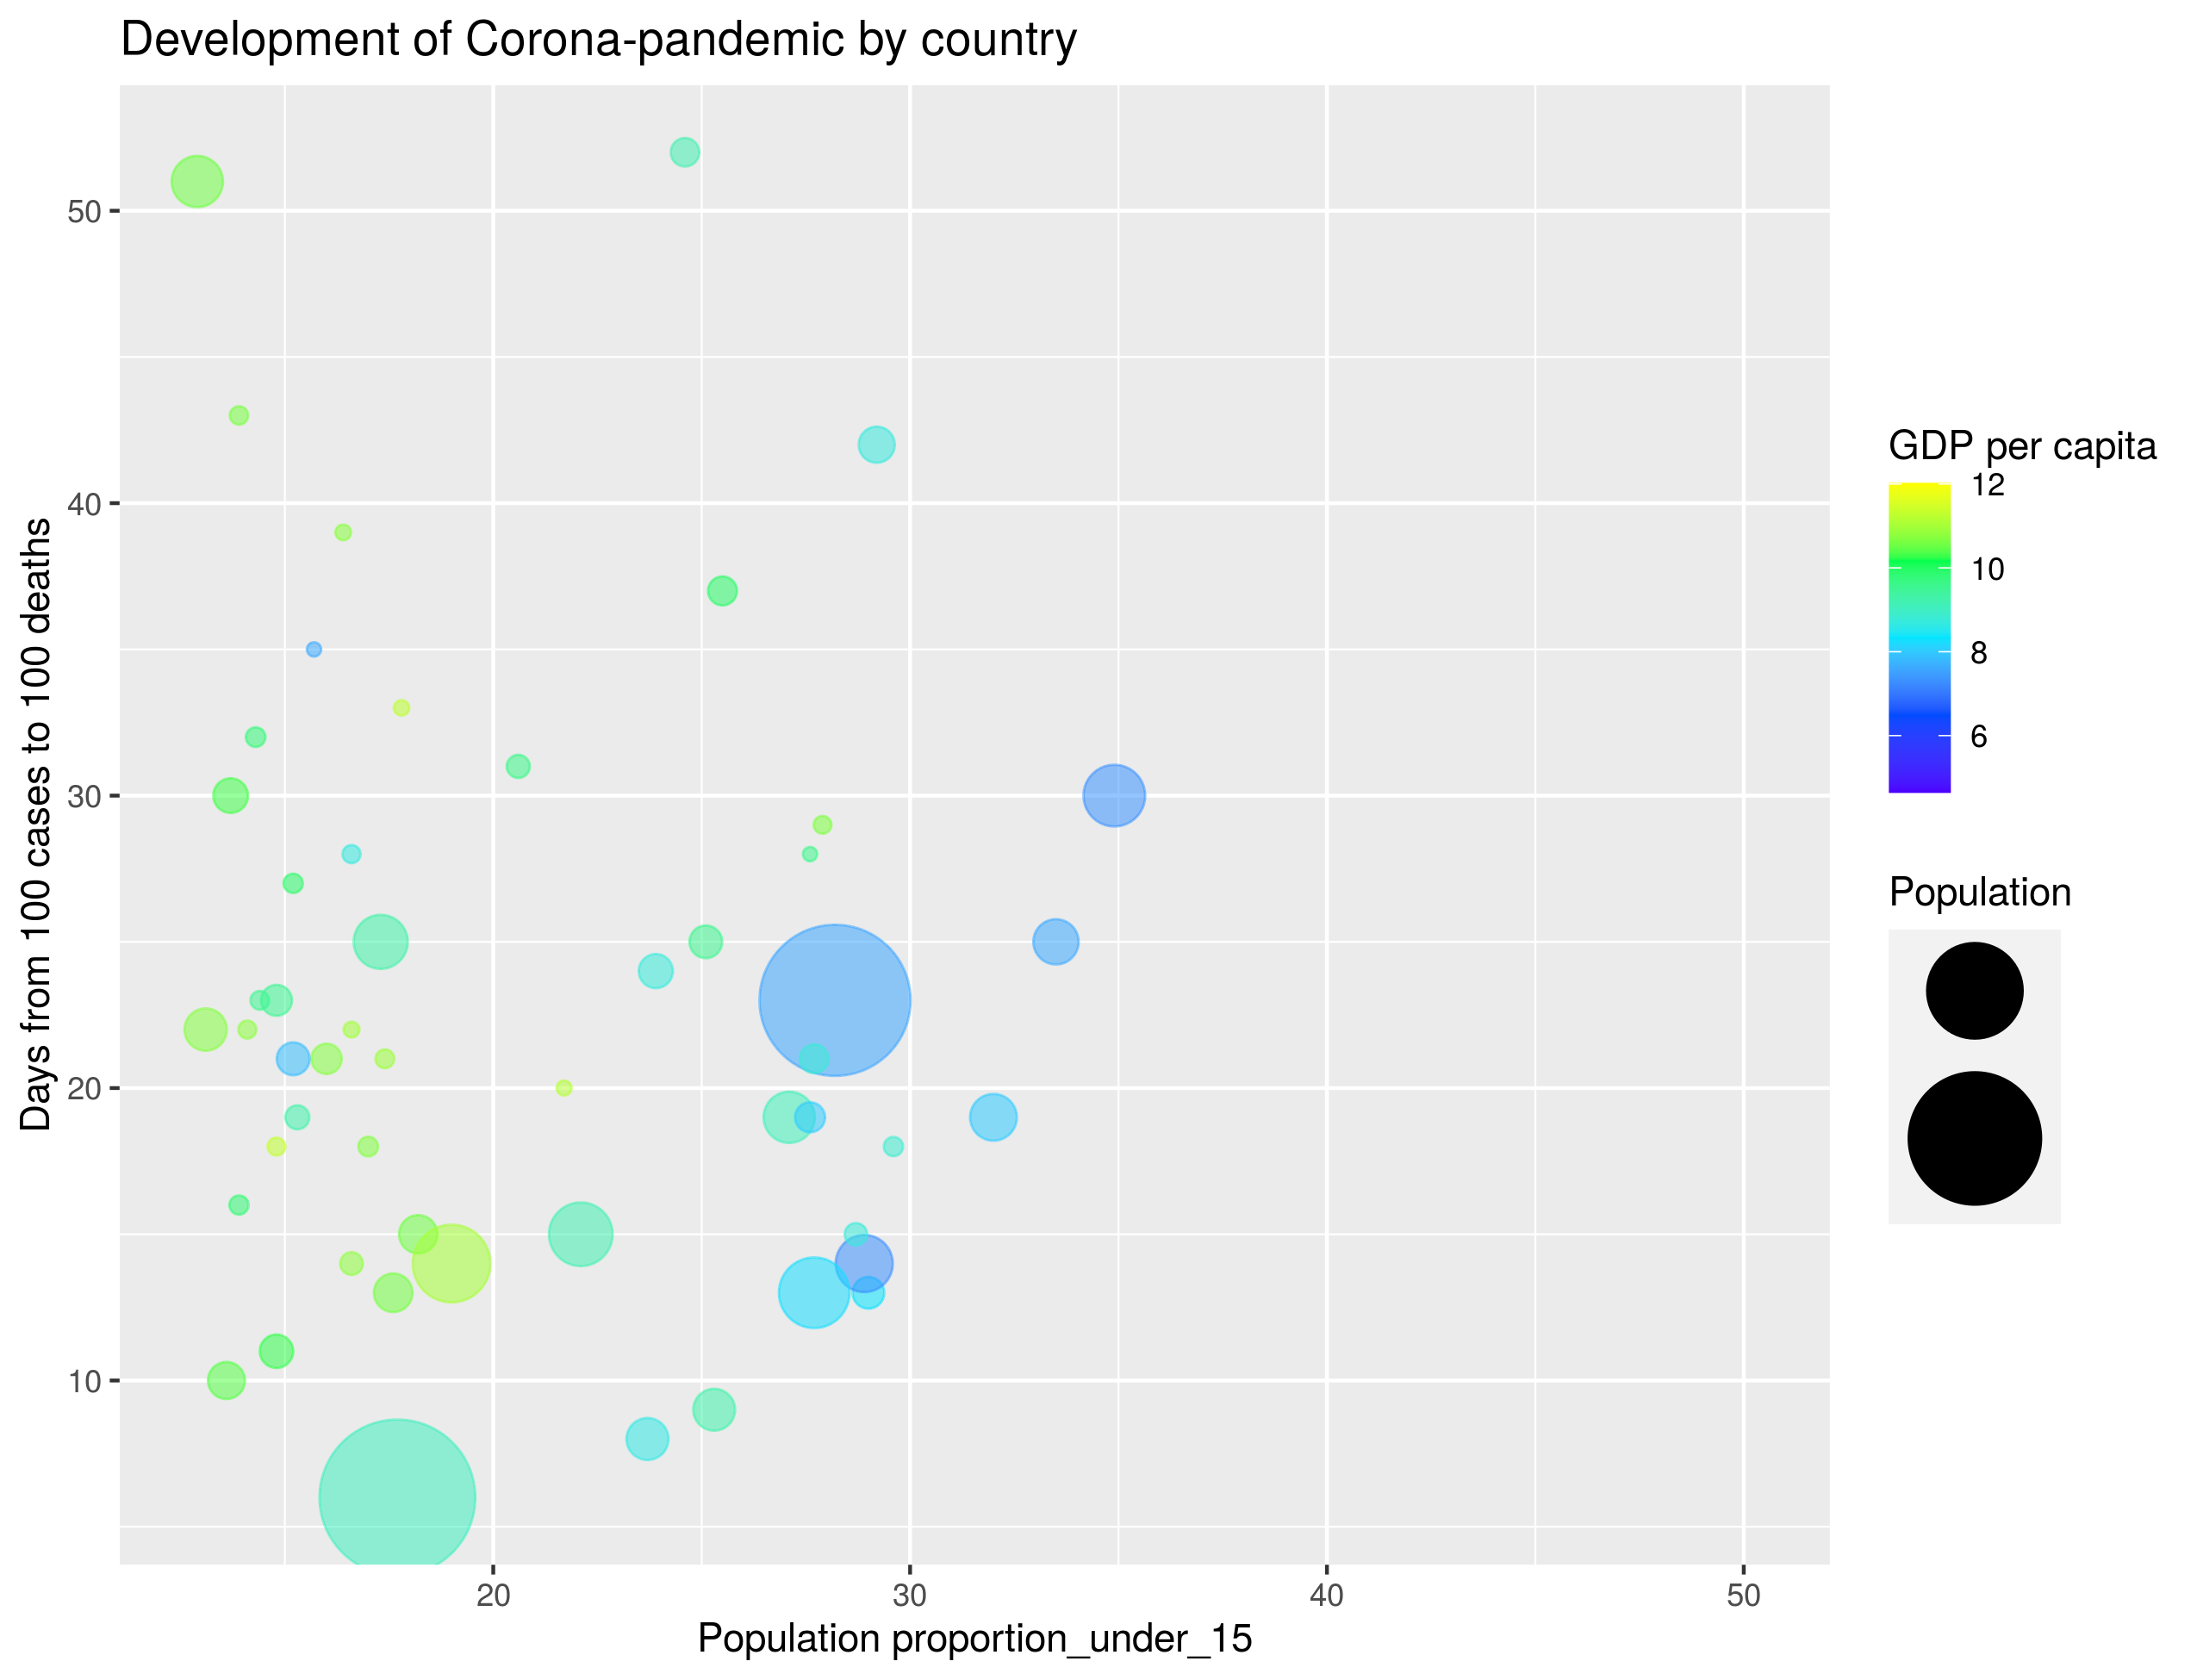 Development of Corona-pandemic by country
Days from 100 cases to 100 deaths
50
40
30
20
10
20
30
40
50
Population proportion_under_15
GDP per capita
12
10
8
6
Population